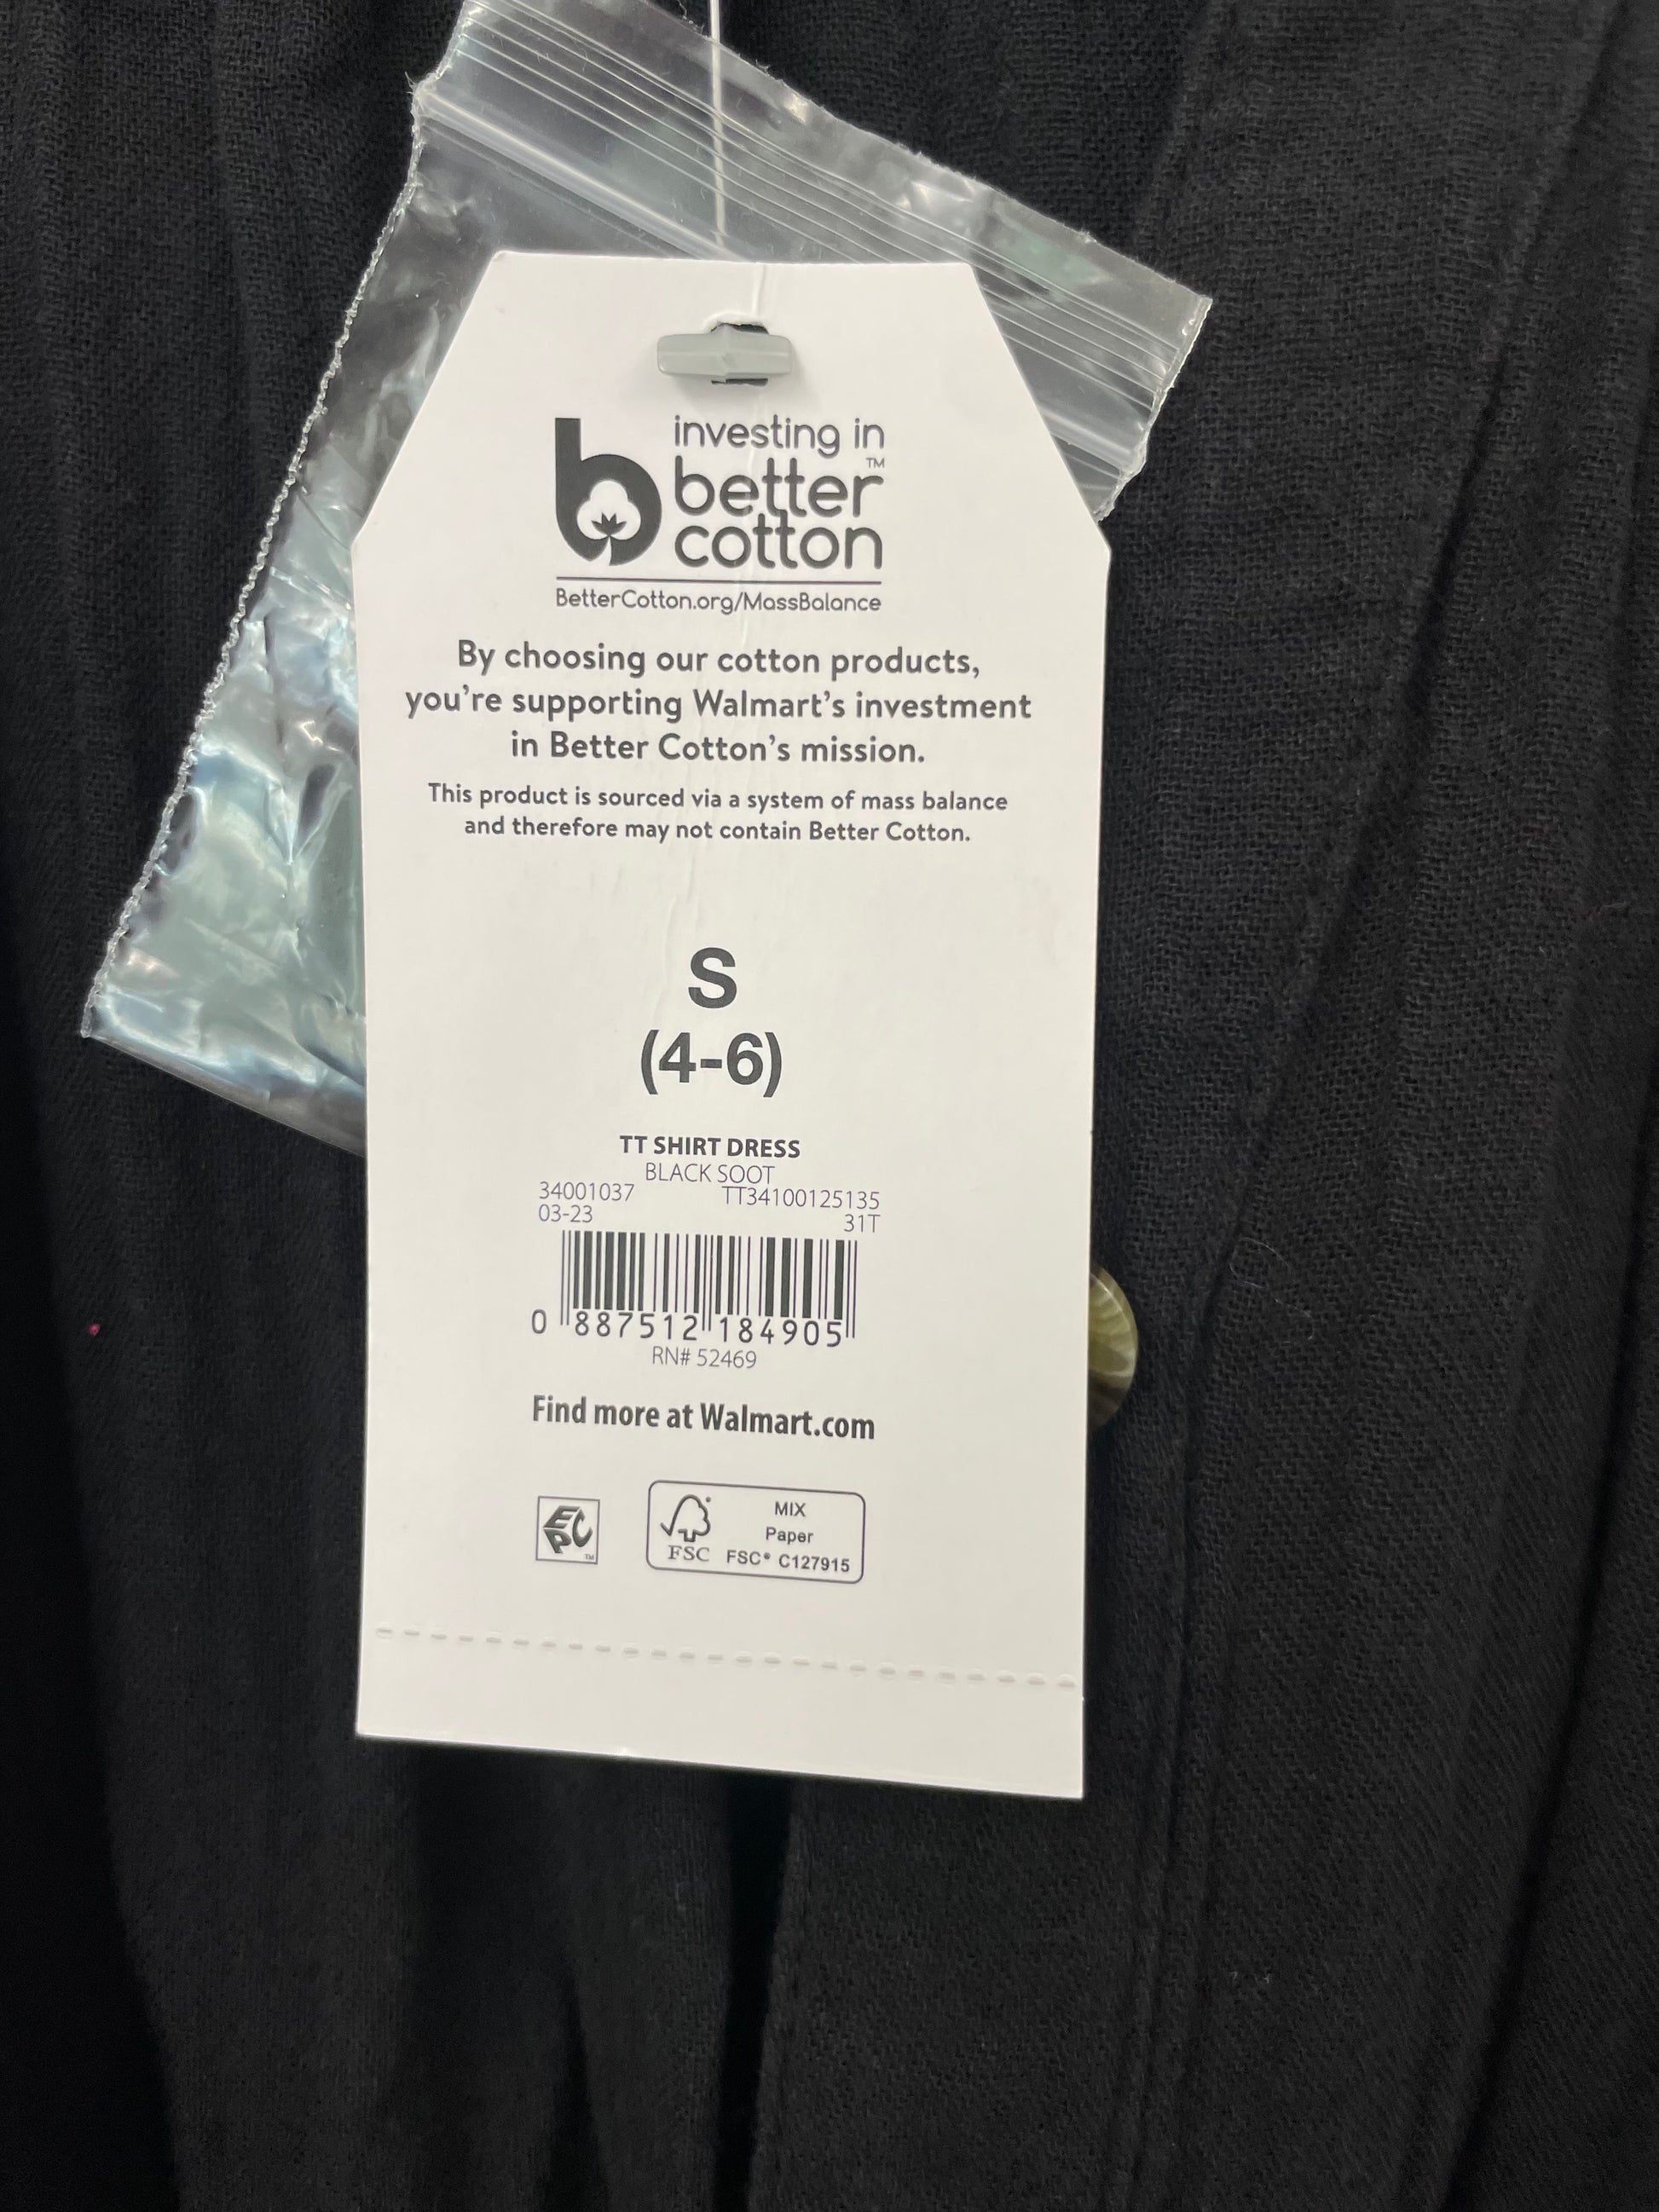 investing in
better™
cotton
BetterCotton.org/MassBalance
By choosing our cotton products,
you're supporting Walmart's investment
in Better Cotton's mission.
This product is sourced via a system of mass balance
and therefore may not contain Better Cotton.
S
(4-6)
TT SHIRT DRESS
BLACK SOOT
34001037 TT34100125135
03-23 31T
0 887512 184905
RN# 52469
Find more at Walmart.com
EPC™
MIX
Paper
FSC FSC® C127915